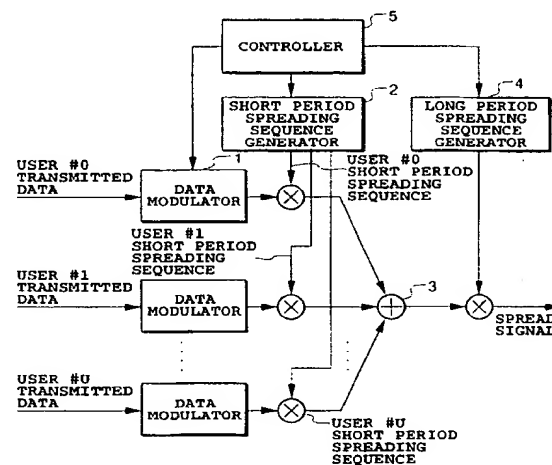 5
CONTROLLER
2
4
SHORT PERIOD
SPREADING
SEQUENCE
GENERATOR
LONG PERIOD
SPREADING
SEQUENCE
GENERATOR
1
USER #0
TRANSMITTED
DATA
DATA
MODULATOR
USER #0
SHORT PERIOD
SPREADING
SEQUENCE
USER #1
SHORT PERIOD
SPREADING
SEQUENCE
USER #1
TRANSMITTED
DATA
DATA
MODULATOR
3
SPREAD
SIGNAL
USER #U
TRANSMITTED
DATA
DATA
MODULATOR
USER #U
SHORT PERIOD
SPREADING
SEQUENCE